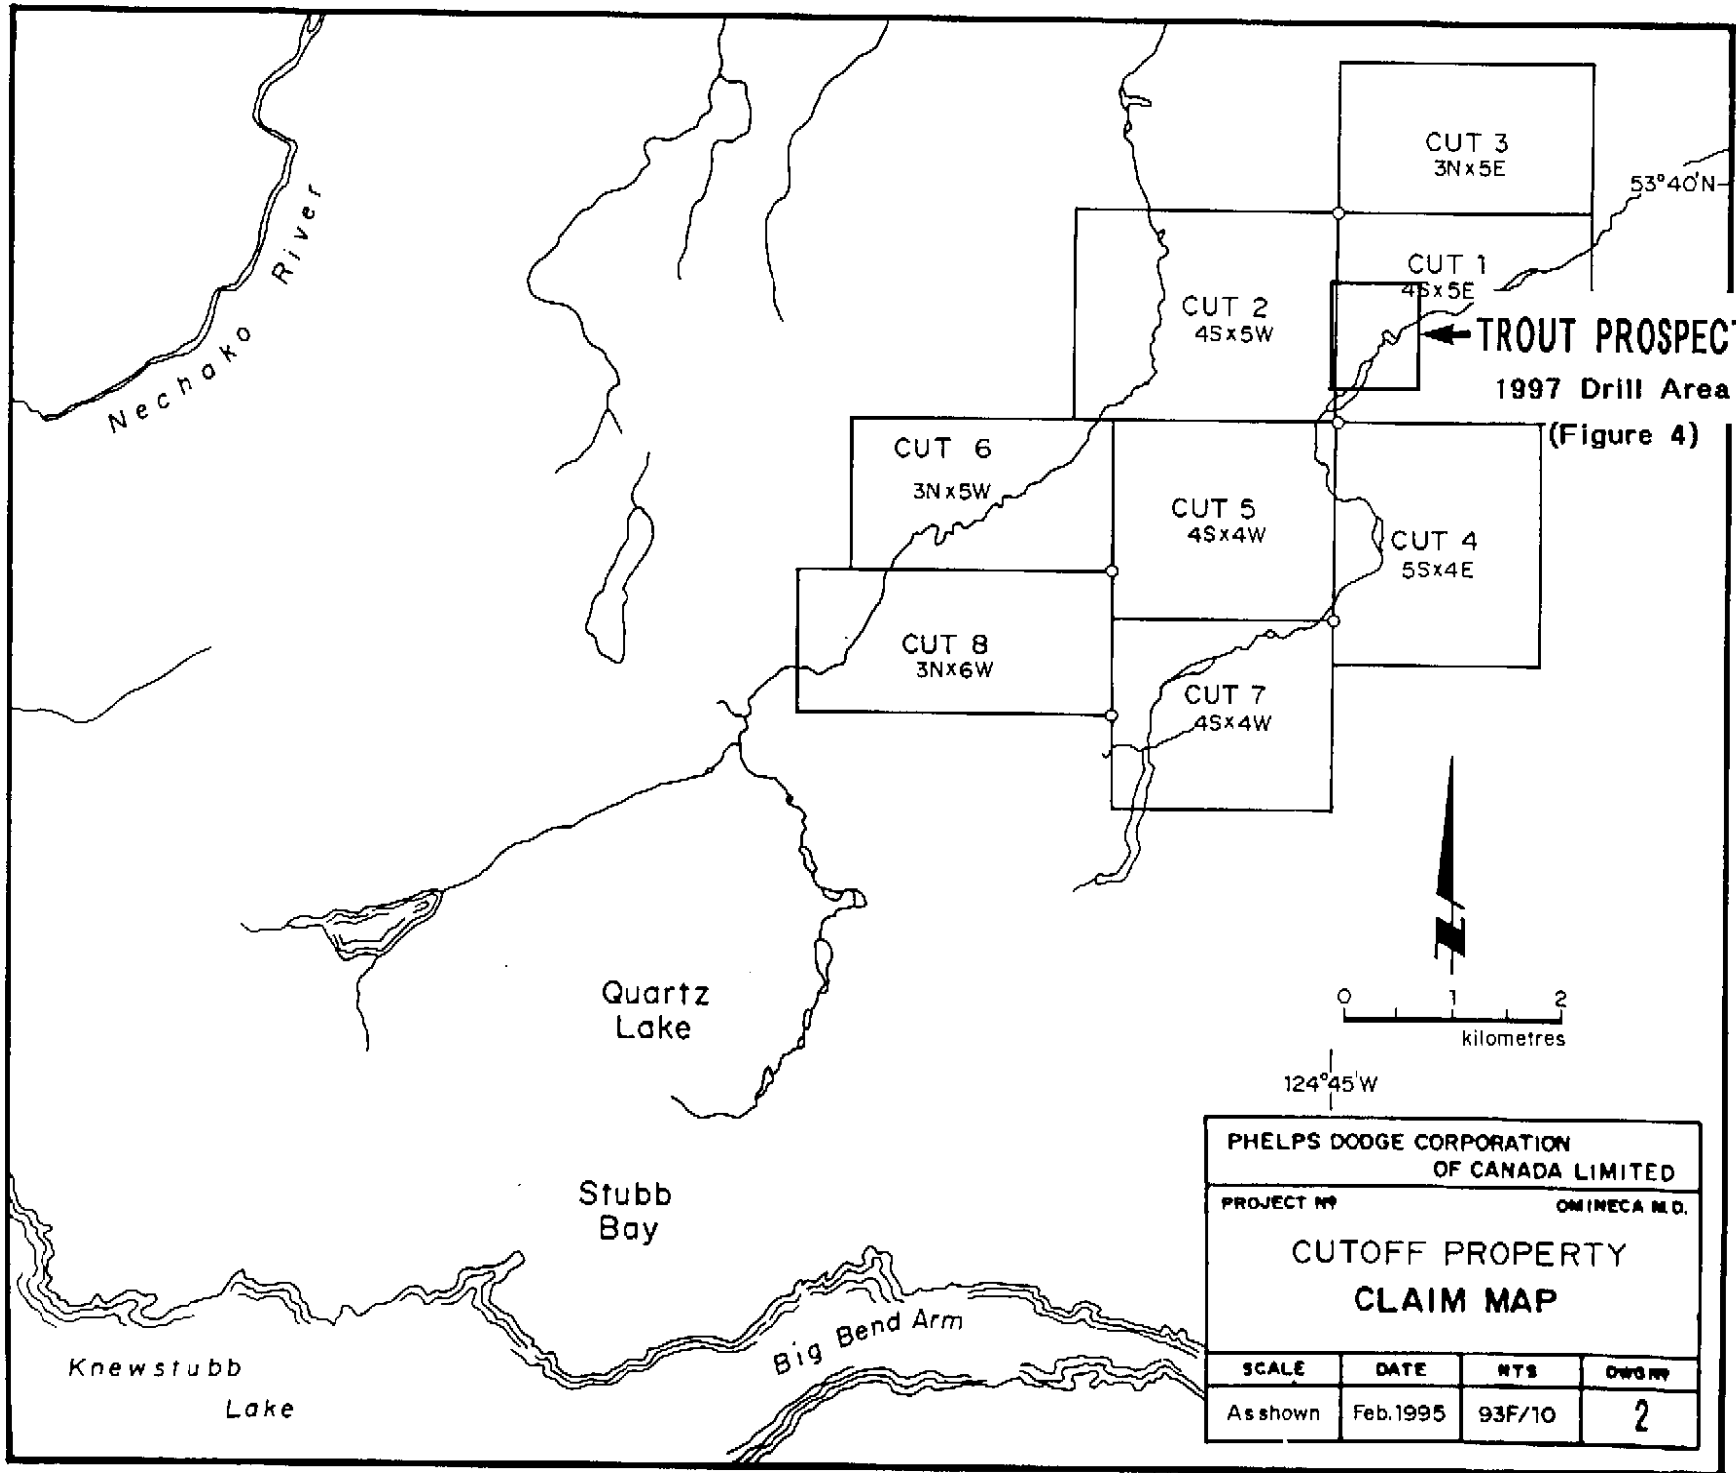 CUT 3
3N×5E
53°40'N
CUT 1
4S×5E
CUT 2
4S×5W
TROUT PROSPECT
1997 Drill Area
(Figure 4)
Nechako River
CUT 6
3N×5W
CUT 5
4S×4W
CUT 4
5S×4E
CUT 8
3N×6W
CUT 7
4S×4W
N
0 1 2
kilometres
Quartz
Lake
124°45'W
Stubb
Bay
Big Bend Arm
Knewstubb
Lake
PHELPS DODGE CORPORATION
OF CANADA LIMITED
PROJECT Nº OMINECA M.D.
CUTOFF PROPERTY
CLAIM MAP
SCALE DATE NTS DWG Nº
As shown Feb.1995 93F/10 2